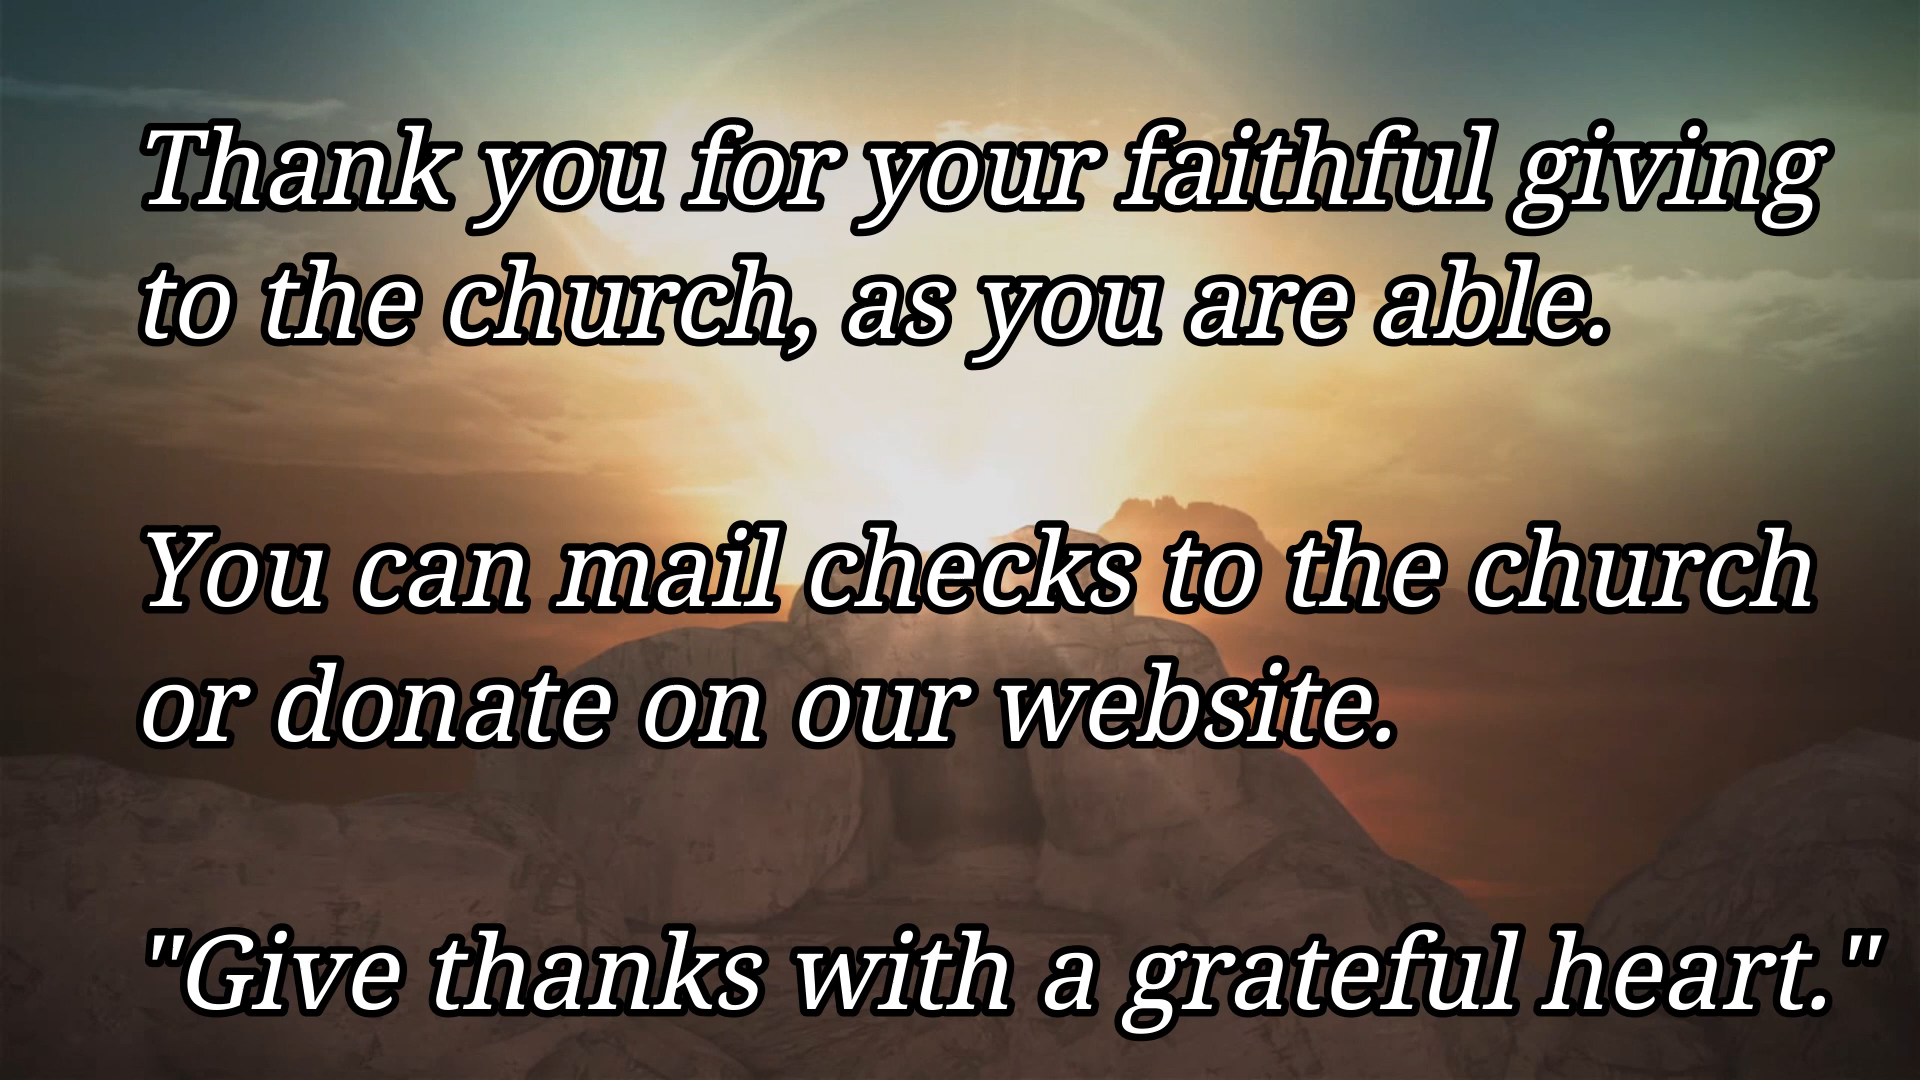 Thank you for your faithful giving
to the church, as you are able.
You can mail checks to the church
or donate on our website.
"Give thanks with a grateful heart."